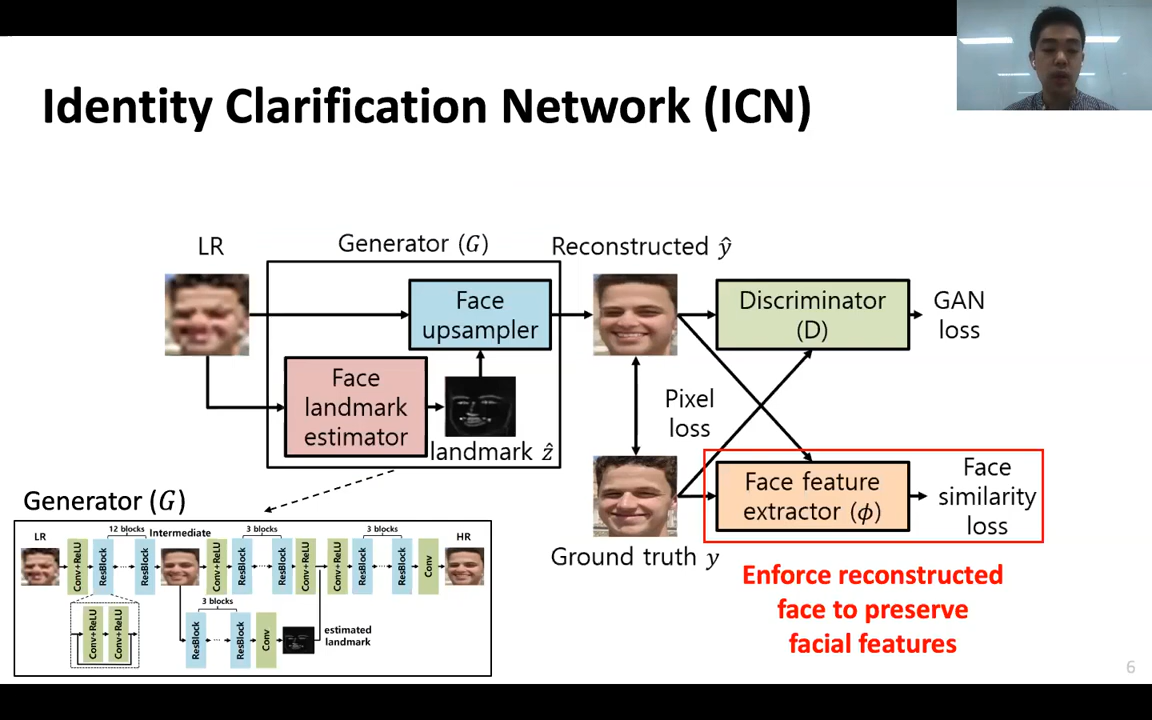 Identity Clarification Network (ICN)
LR
Generator (G)
Reconstructed ŷ
Face
upsampler
Discriminator
(D)
GAN
loss
Face
landmark
estimator
landmark ẑ
Pixel
loss
Face feature
extractor (ϕ)
Face
similarity
loss
Ground truth y
Enforce reconstructed
face to preserve
facial features
Generator (G)
LR
12 blocks
Intermediate
3 blocks
3 blocks
HR
Conv+ReLU
ResBlock
...
ResBlock
Conv+ReLU
ResBlock
...
ResBlock
Conv+ReLU
Conv+ReLU
ResBlock
...
ResBlock
Conv
Conv+ReLU
Conv+ReLU
3 blocks
ResBlock
...
ResBlock
Conv
estimated
landmark
6